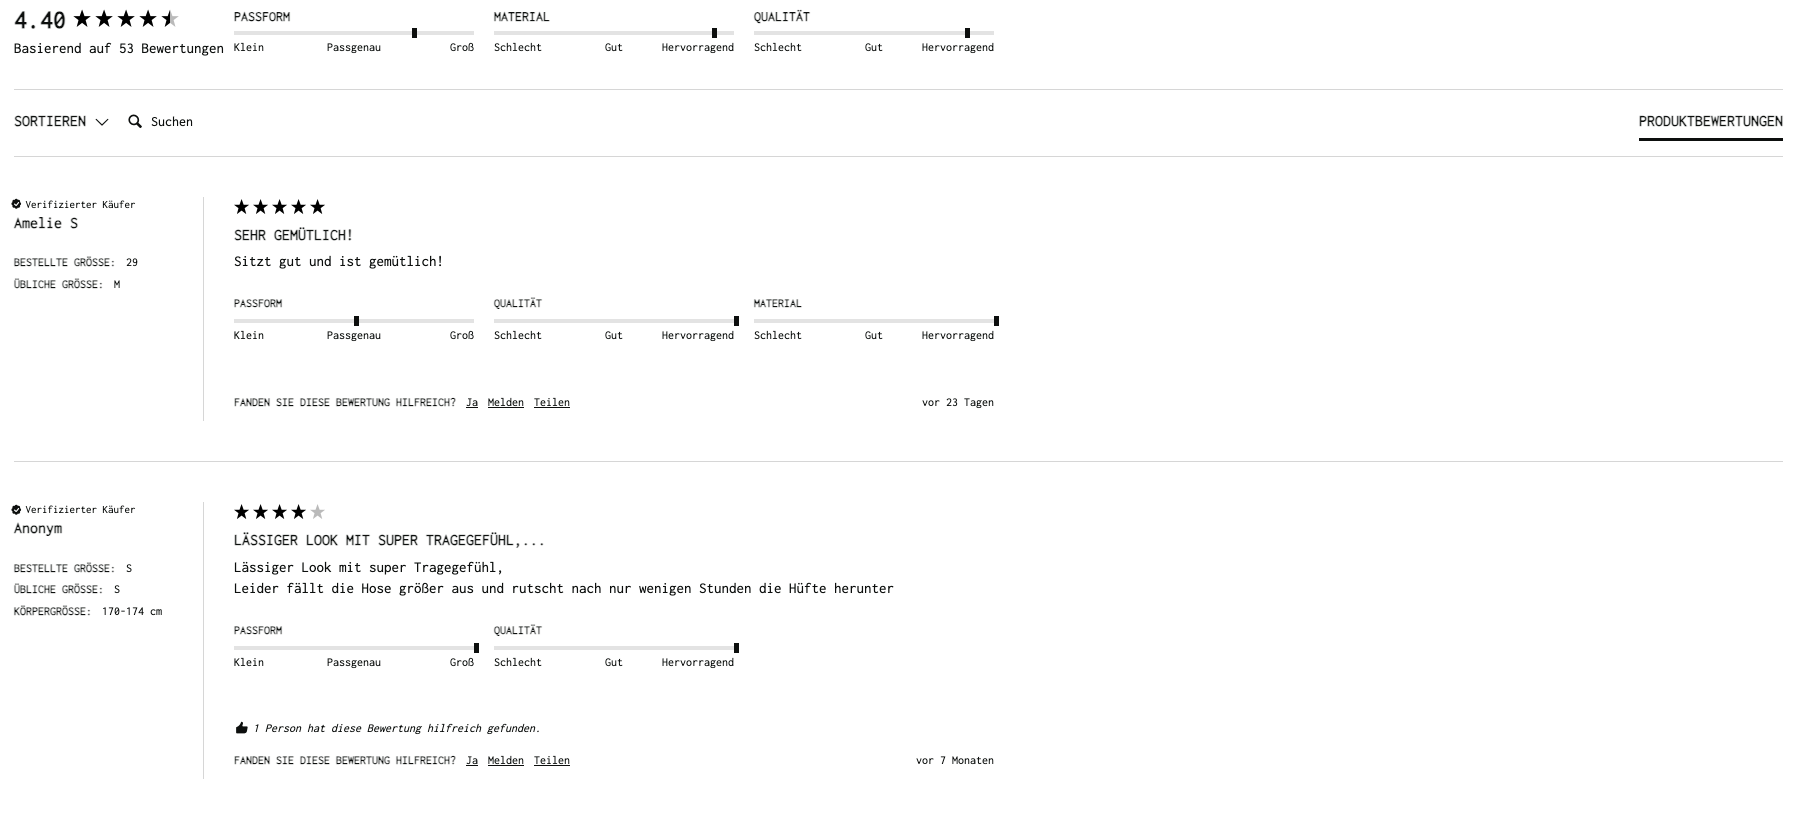 4.40
Basierend auf 53 Bewertungen
PASSFORM
Klein Passgenau Groß
MATERIAL
Schlecht Gut Hervorragend
QUALITÄT
Schlecht Gut Hervorragend
SORTIEREN Suchen PRODUKTBEWERTUNGEN
Verifizierter Käufer
Amelie S
BESTELLTE GRÖSSE: 29
ÜBLICHE GRÖSSE: M
SEHR GEMÜTLICH!
Sitzt gut und ist gemütlich!
PASSFORM
Klein Passgenau Groß
QUALITÄT
Schlecht Gut Hervorragend
MATERIAL
Schlecht Gut Hervorragend
FANDEN SIE DIESE BEWERTUNG HILFREICH? Ja Melden Teilen vor 23 Tagen
Verifizierter Käufer
Anonym
BESTELLTE GRÖSSE: S
ÜBLICHE GRÖSSE: S
KÖRPERGRÖSSE: 170-174 cm
LÄSSIGER LOOK MIT SUPER TRAGEGEFÜHL,...
Lässiger Look mit super Tragegefühl,
Leider fällt die Hose größer aus und rutscht nach nur wenigen Stunden die Hüfte herunter
PASSFORM
Klein Passgenau Groß
QUALITÄT
Schlecht Gut Hervorragend
1 Person hat diese Bewertung hilfreich gefunden.
FANDEN SIE DIESE BEWERTUNG HILFREICH? Ja Melden Teilen vor 7 Monaten